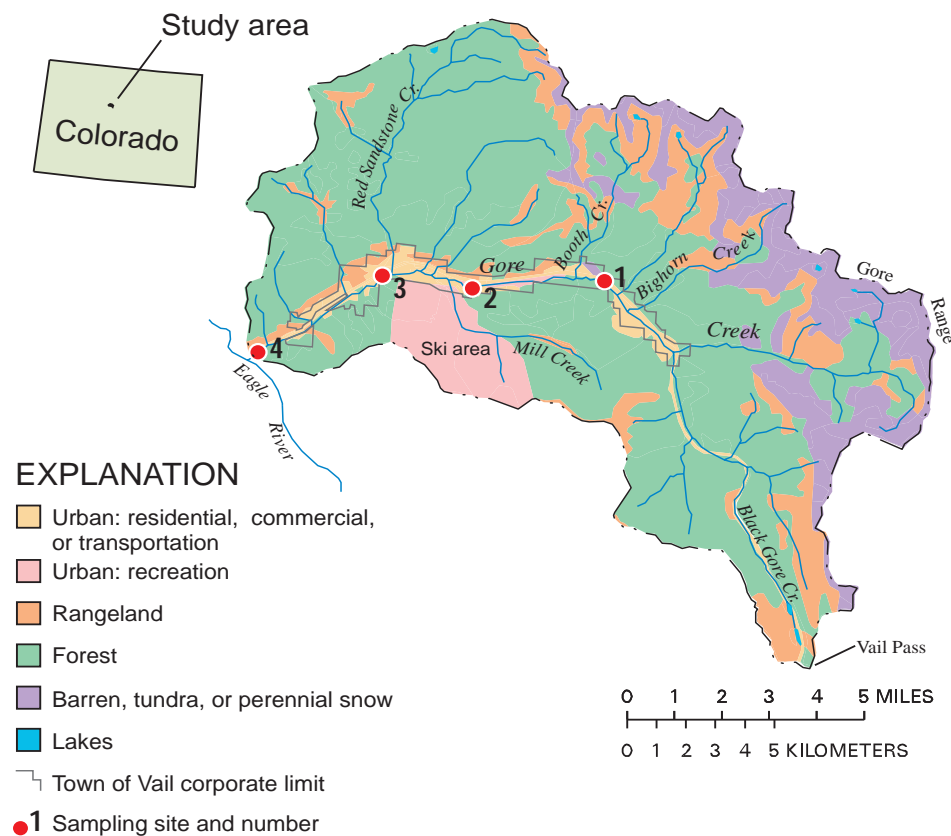 Study area
Colorado
Red Sandstone Cr.
Gore
Booth Cr.
1
Bighorn
Creek
Gore
Range
2
3
Creek
4
Ski area
Mill Creek
Eagle
River
Black Gore Cr.
Vail Pass
EXPLANATION
Urban: residential, commercial,
or transportation
Urban: recreation
Rangeland
Forest
Barren, tundra, or perennial snow
Lakes
Town of Vail corporate limit
1 Sampling site and number
0 1 2 3 4 5 MILES
0 1 2 3 4 5 KILOMETERS